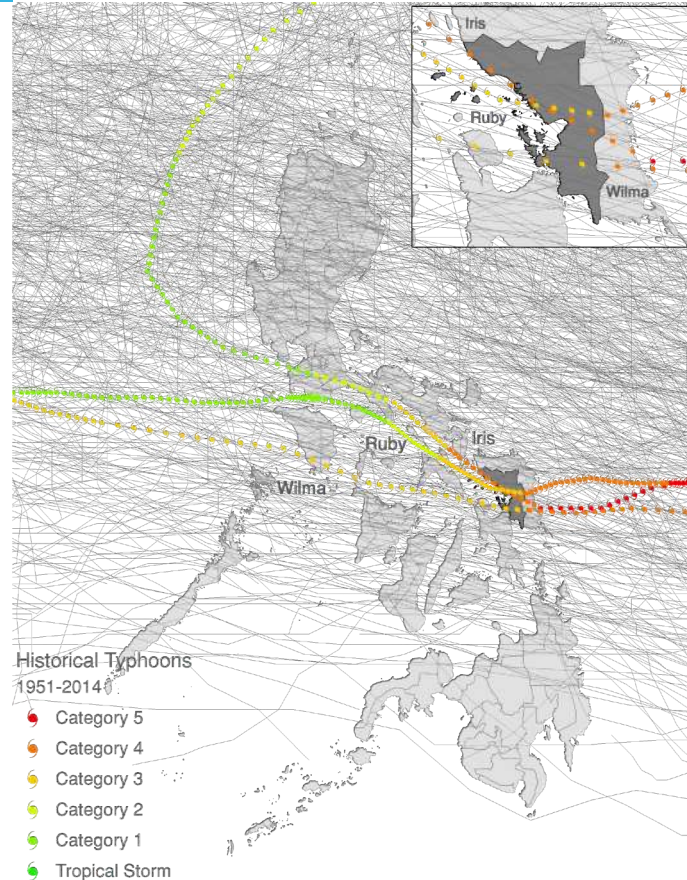 Iris
Ruby
Wilma
Iris
Ruby
Wilma
Historical Typhoons
1951-2014
Category 5
Category 4
Category 3
Category 2
Category 1
Tropical Storm